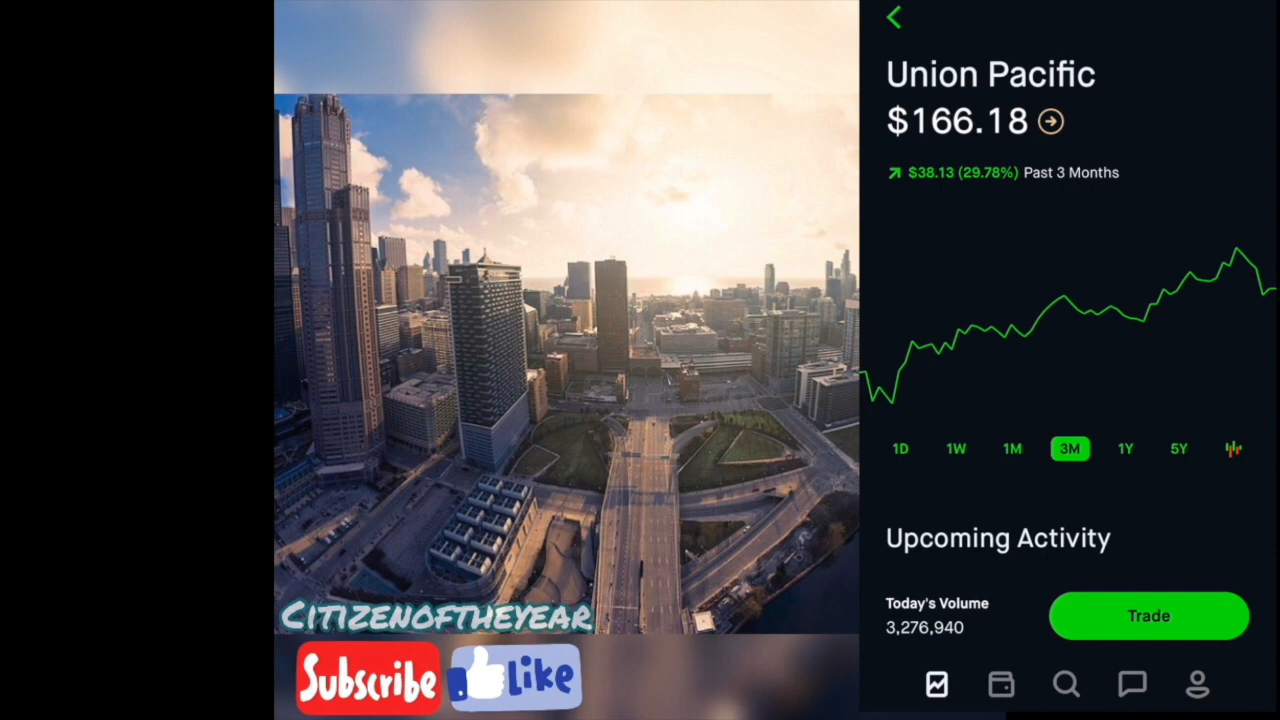 Union Pacific
$166.18
$38.13 (29.78%) Past 3 Months
1D 1W 1M 3M 1Y 5Y
Upcoming Activity
Today's Volume
3,276,940
Trade
CITIZENOFTHEYEAR
Subscribe Like